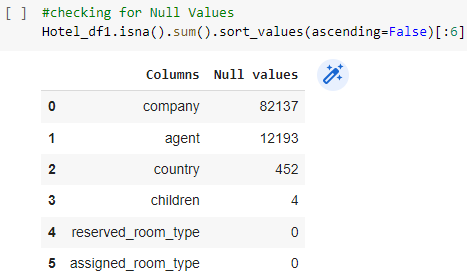 [ ] #checking for Null Values
Hotel_df1.isna().sum().sort_values(ascending=False)[:6]
Columns Null values
0 company 82137
1 agent 12193
2 country 452
3 children 4
4 reserved_room_type 0
5 assigned_room_type 0